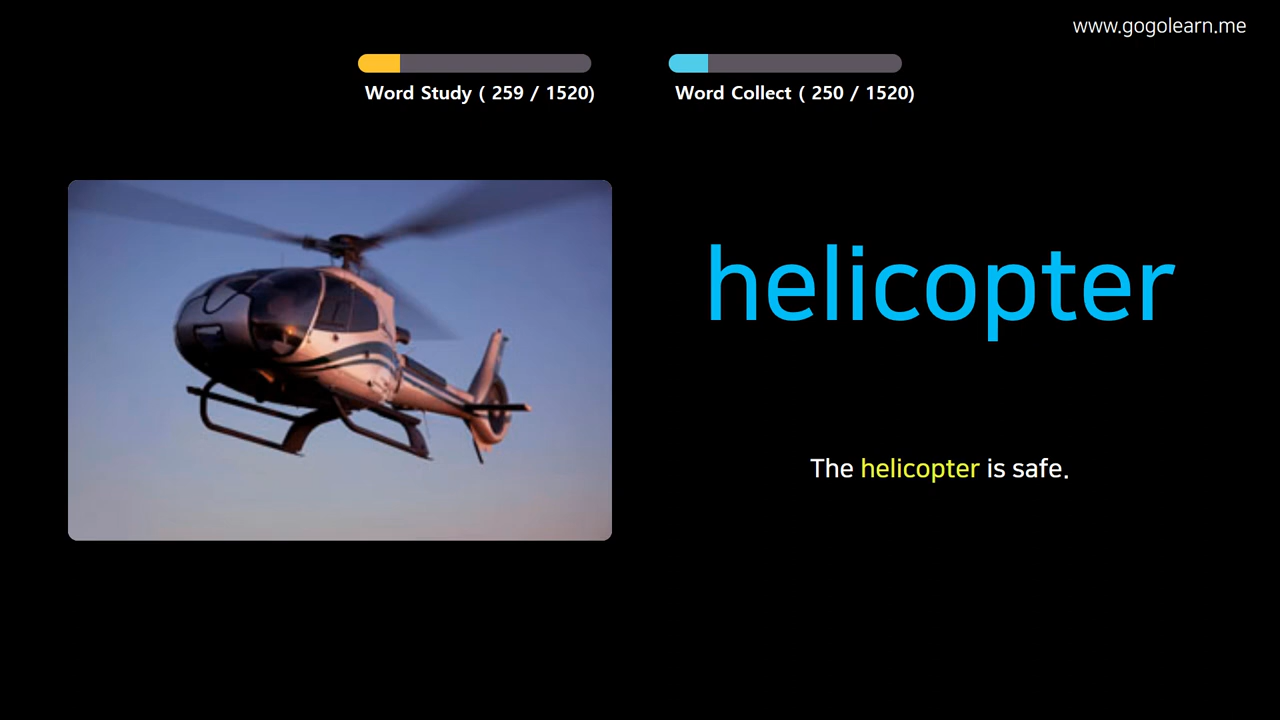 www.gogolearn.me
Word Study ( 259 / 1520)
Word Collect ( 250 / 1520)
helicopter
The helicopter is safe.